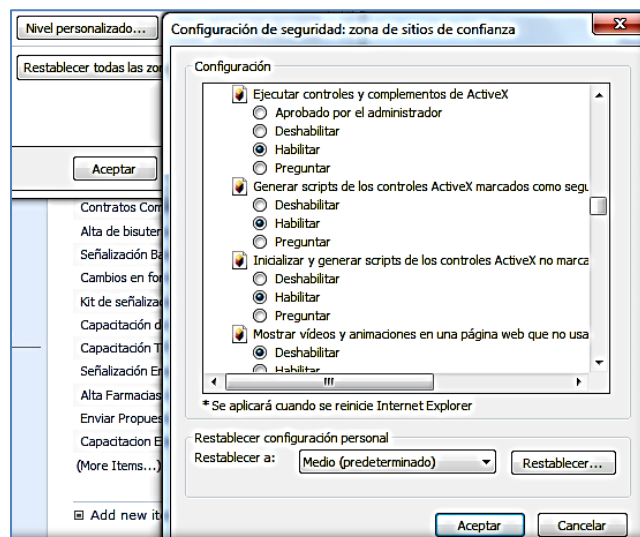 Nivel personalizado...
Restablecer todas las zon
Aceptar
Contratos Com
Alta de bisuter
Señalización Ba
Cambios en for
Kit de señaliza
Capacitación d
Capacitación T
Señalización Er
Alta Farmacias
Enviar Propues
Capacitacion E
(More Items...)
Add new it
Configuración de seguridad: zona de sitios de confianza
Configuración
Ejecutar controles y complementos de ActiveX
Aprobado por el administrador
Deshabilitar
Habilitar
Preguntar
Generar scripts de los controles ActiveX marcados como segu
Deshabilitar
Habilitar
Preguntar
Inicializar y generar scripts de los controles ActiveX no marca
Deshabilitar
Habilitar
Preguntar
Mostrar vídeos y animaciones en una página web que no usa
Deshabilitar
Habilitar
* Se aplicará cuando se reinicie Internet Explorer
Restablecer configuración personal
Restablecer a:
Medio (predeterminado)
Restablecer...
Aceptar
Cancelar